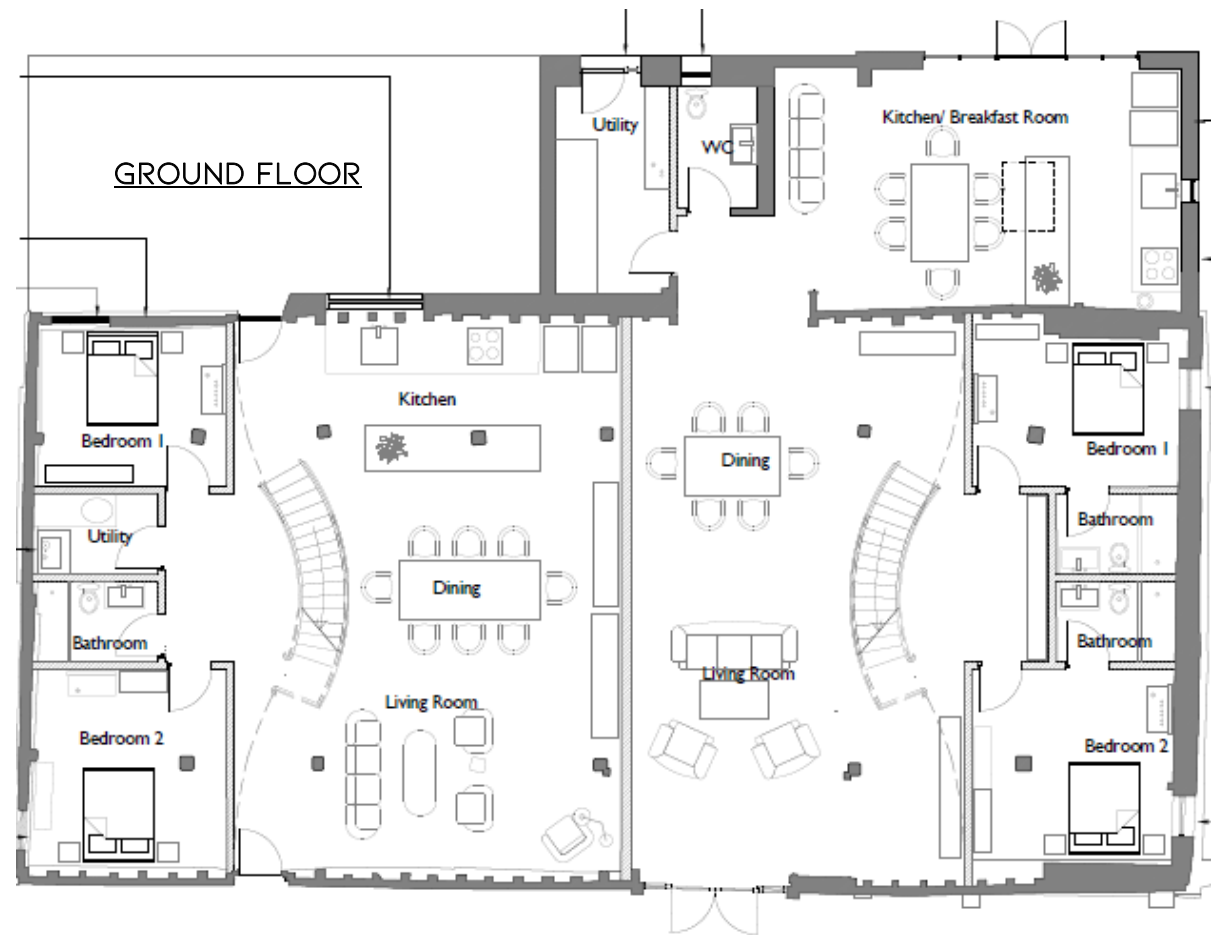 Utility
Kitchen/ Breakfast Room
WC
GROUND FLOOR
Kitchen
Bedroom 1
Bedroom 1
Dining
Utility
Bathroom
Dining
Bathroom
Bathroom
Living Room
Living Room
Bedroom 2
Bedroom 2